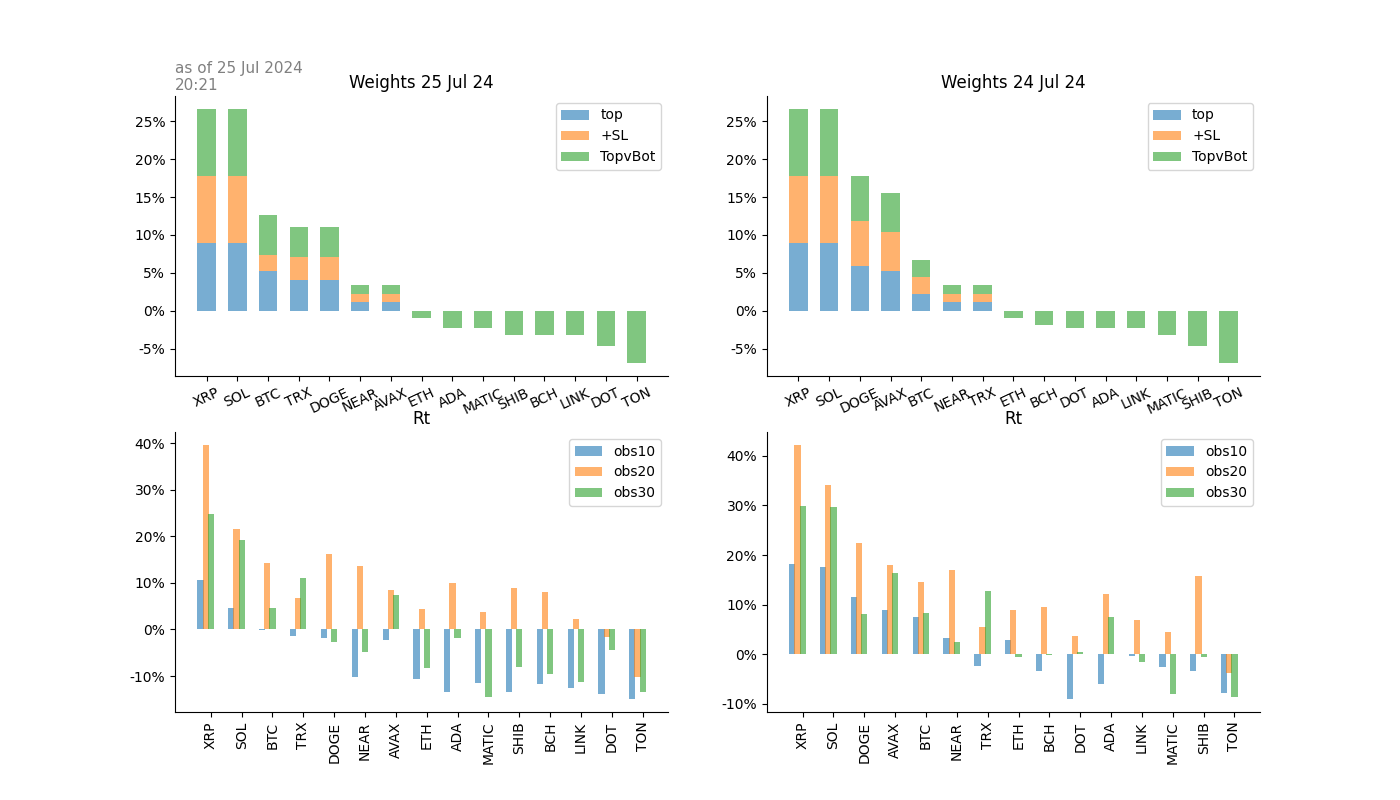 as of 25 Jul 2024
20:21
Weights 25 Jul 24
25%
20%
15%
10%
5%
0%
-5%
top
+SL
TopvBot
XRP SOL BTC TRX DOGE NEAR AVAX ETH ADA MATIC SHIB BCH LINK DOT TON
Weights 24 Jul 24
25%
20%
15%
10%
5%
0%
-5%
top
+SL
TopvBot
XRP SOL DOGE AVAX BTC NEAR TRX ETH BCH DOT ADA LINK MATIC SHIB TON
Rt
40%
30%
20%
10%
0%
-10%
obs10
obs20
obs30
XRP SOL BTC TRX DOGE NEAR AVAX ETH ADA MATIC SHIB BCH LINK DOT TON
Rt
40%
30%
20%
10%
0%
-10%
obs10
obs20
obs30
XRP SOL DOGE AVAX BTC NEAR TRX ETH BCH DOT ADA LINK MATIC SHIB TON